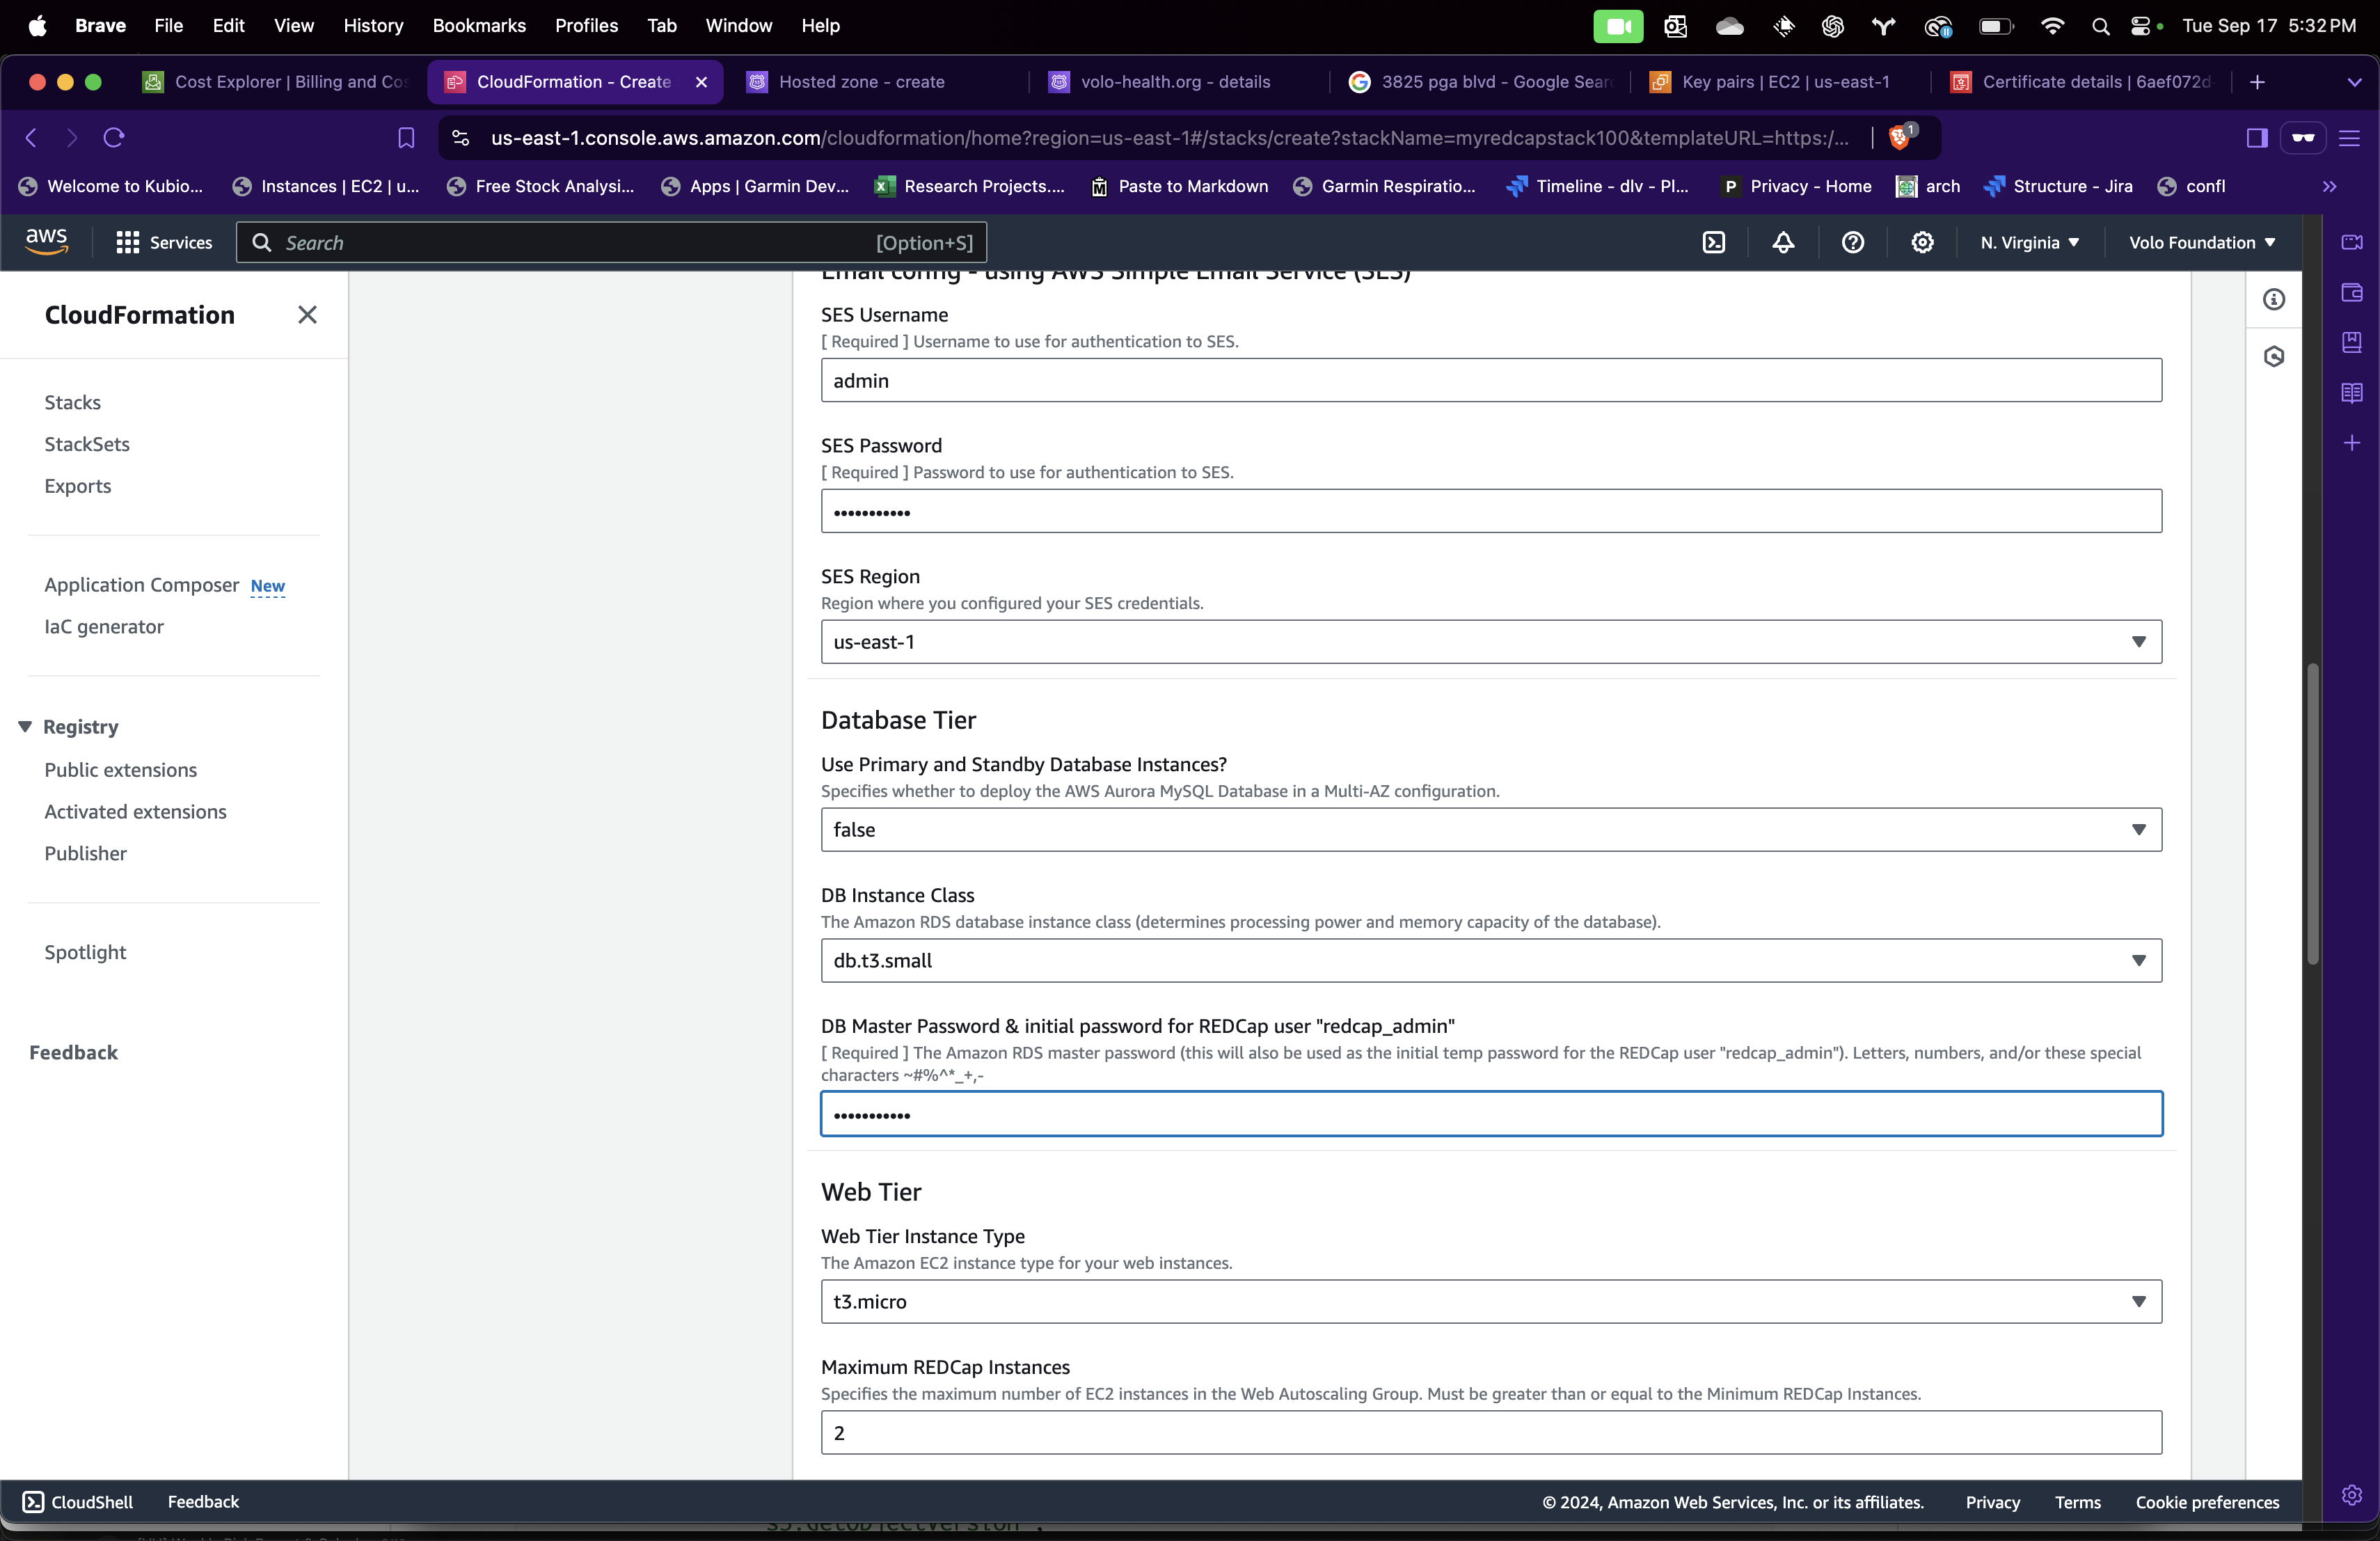 Brave File Edit View History Bookmarks Profiles Tab Window Help Tue Sep 17 5:32 PM
Cost Explorer | Billing and Cos CloudFormation - Create Hosted zone - create volo-health.org - details 3825 pga blvd - Google Sear Key pairs | EC2 | us-east-1 Certificate details | 6aef072d-
us-east-1.console.aws.amazon.com/cloudformation/home?region=us-east-1#/stacks/create?stackName=myredcapstack100&templateURL=https:/... 1
Welcome to Kubio... Instances | EC2 | u... Free Stock Analysi... Apps | Garmin Dev... Research Projects.... Paste to Markdown Garmin Respiratio... Timeline - dlv - Pl... Privacy - Home arch Structure - Jira confl
aws Services Search [Option+S] N. Virginia Volo Foundation
CloudFormation
Stacks
StackSets
Exports
Application Composer New
IaC generator
Registry
Public extensions
Activated extensions
Publisher
Spotlight
Feedback
Email config - using AWS Simple Email Service (SES)
SES Username
[ Required ] Username to use for authentication to SES.
admin
SES Password
[ Required ] Password to use for authentication to SES.
•••••••••••
SES Region
Region where you configured your SES credentials.
us-east-1
Database Tier
Use Primary and Standby Database Instances?
Specifies whether to deploy the AWS Aurora MySQL Database in a Multi-AZ configuration.
false
DB Instance Class
The Amazon RDS database instance class (determines processing power and memory capacity of the database).
db.t3.small
DB Master Password & initial password for REDCap user "redcap_admin"
[ Required ] The Amazon RDS master password (this will also be used as the initial temp password for the REDCap user "redcap_admin"). Letters, numbers, and/or these special
characters ~#%^*_+,-
•••••••••••
Web Tier
Web Tier Instance Type
The Amazon EC2 instance type for your web instances.
t3.micro
Maximum REDCap Instances
Specifies the maximum number of EC2 instances in the Web Autoscaling Group. Must be greater than or equal to the Minimum REDCap Instances.
2
CloudShell Feedback © 2024, Amazon Web Services, Inc. or its affiliates. Privacy Terms Cookie preferences